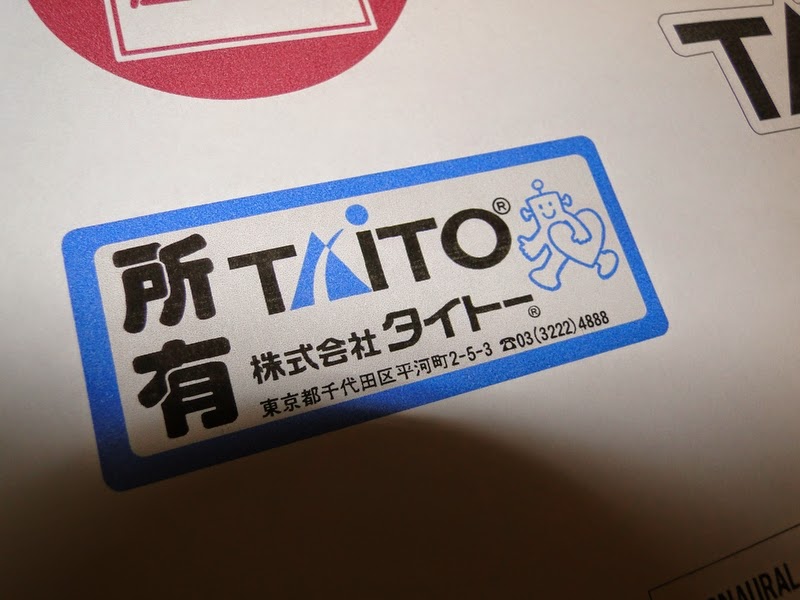 所有
TAITO®
株式会社 タイトー®
東京都千代田区平河町2-5-3 ☎03(3222)4888